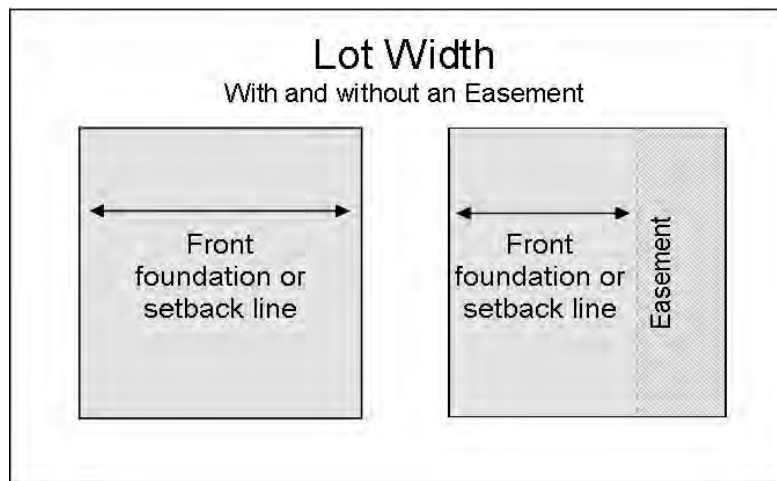 Lot Width
With and without an Easement
Front
foundation or
setback line
Front
foundation or
setback line
Easement